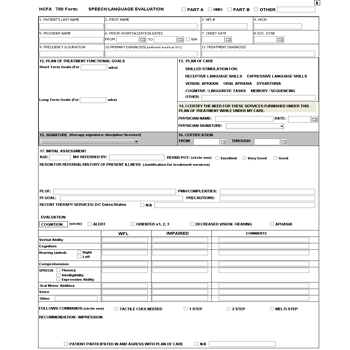 HCFA 700 Form: SPEECH LANGUAGE EVALUATION PART A HMO PART B OTHER
1. PATIENT'S LAST NAME 2. FIRST NAME 3. MR # 4. HICN
5. PROVIDER NAME 6. PRIOR HOSPITALIZATION DATES 7. ONSET DATE 8. DOC. SYNE
FROM TO N/A
9. FREQUENCY & DURATION 10. PRIMARY DIAGNOSIS 11. TREATMENT DIAGNOSIS
12. PLAN OF TREATMENT FUNCTIONAL GOALS 13. PLAN OF CARE
Short Term Goals (For wks) SKILLED STIMULATION FOR:
RECEPTIVE LANGUAGE SKILLS EXPRESSIVE LANGUAGE SKILLS
VERBAL APRAXIA ORAL APRAXIA DYSARTHRIA
COGNITIVE / LINGUISTIC TASKS MEMORY / SEQUENCING
OTHER:
Long Term Goals (For wks)
14. I CERTIFY THE NEED FOR THESE SERVICES FURNISHED UNDER THIS
PLAN OF TREATMENT WHILE UNDER MY CARE.
PHYSICIAN NAME: DATE:
PHYSICIAN SIGNATURE:
15. SIGNATURE (therapy signature/discipline/licensed) 16. CERTIFICATION
FROM THROUGH
17. INITIAL ASSESSMENT
AGE: M/F REFERRED BY: REHAB POT: (circle one) Excellent Very Good Good
REASON FOR REFERRAL/HISTORY OF PRESENT ILLNESS (Justification for treatment services)
PLOF: PMH/COMPLEXITIES:
PT GOAL: PRECAUTIONS:
RECENT THERAPY SERVICES: D/C Dates/Status N/A
EVALUATION:
COGNITION: (circle) ALERT ORIENTED x1, 2, 3 DECREASED VISION / HEARING APHASIA
WFL IMPAIRED COMMENTS
Verbal Ability
Cognition
Hearing (aided) Right
Left
Comprehension
SPEECH: Fluency
Intelligibility
Expressive Ability
Oral Motor Abilities
Voice
Other
FOLLOWS COMMANDS: (circle one) TACTILE CUES NEEDED 1 STEP 2 STEP MULTI-STEP
RECOMMENDATION / IMPRESSION:
PATIENT PARTICIPATED IN AND AGREES WITH PLAN OF CARE N/A